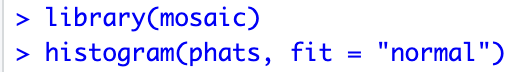 > library(mosaic)
> histogram(phats, fit = "normal")